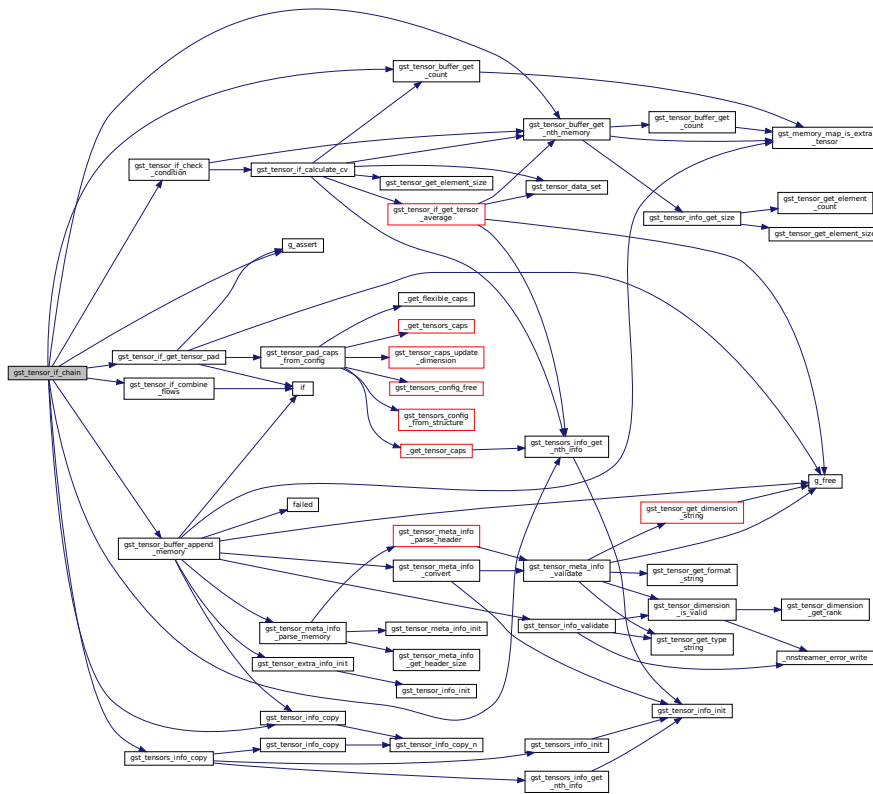 gst_tensor_buffer_get
_count
gst_tensor_buffer_get
_nth_memory
gst_tensor_buffer_get
_count
gst_memory_map_is_extra
_tensor
gst_tensor_if_check
_condition
gst_tensor_if_calculate_cv
gst_tensor_get_element_size
gst_tensor_data_set
gst_tensor_if_get_tensor
_average
gst_tensor_info_get_size
gst_tensor_get_element
_count
gst_tensor_get_element_size
g_assert
_get_flexible_caps
_get_tensors_caps
gst_tensor_if_chain
gst_tensor_if_get_tensor_pad
gst_tensor_pad_caps
_from_config
gst_tensor_caps_update
_dimension
gst_tensor_if_combine
_flows
if
gst_tensors_config_free
gst_tensors_config
_from_structure
_get_tensor_caps
gst_tensors_info_get
_nth_info
g_free
failed
gst_tensor_get_dimension
_string
gst_tensor_buffer_append
_memory
gst_tensor_meta_info
_parse_header
gst_tensor_meta_info
_convert
gst_tensor_meta_info
_validate
gst_tensor_get_format
_string
gst_tensor_dimension
_is_valid
gst_tensor_dimension
_get_rank
gst_tensor_meta_info
_parse_memory
gst_tensor_meta_info_init
gst_tensor_info_validate
gst_tensor_get_type
_string
gst_tensor_meta_info
_get_header_size
_nnstreamer_error_write
gst_tensor_extra_info_init
gst_tensor_info_init
gst_tensor_info_copy
gst_tensor_info_init
gst_tensors_info_copy
gst_tensor_info_copy
gst_tensor_info_copy_n
gst_tensors_info_init
gst_tensors_info_get
_nth_info